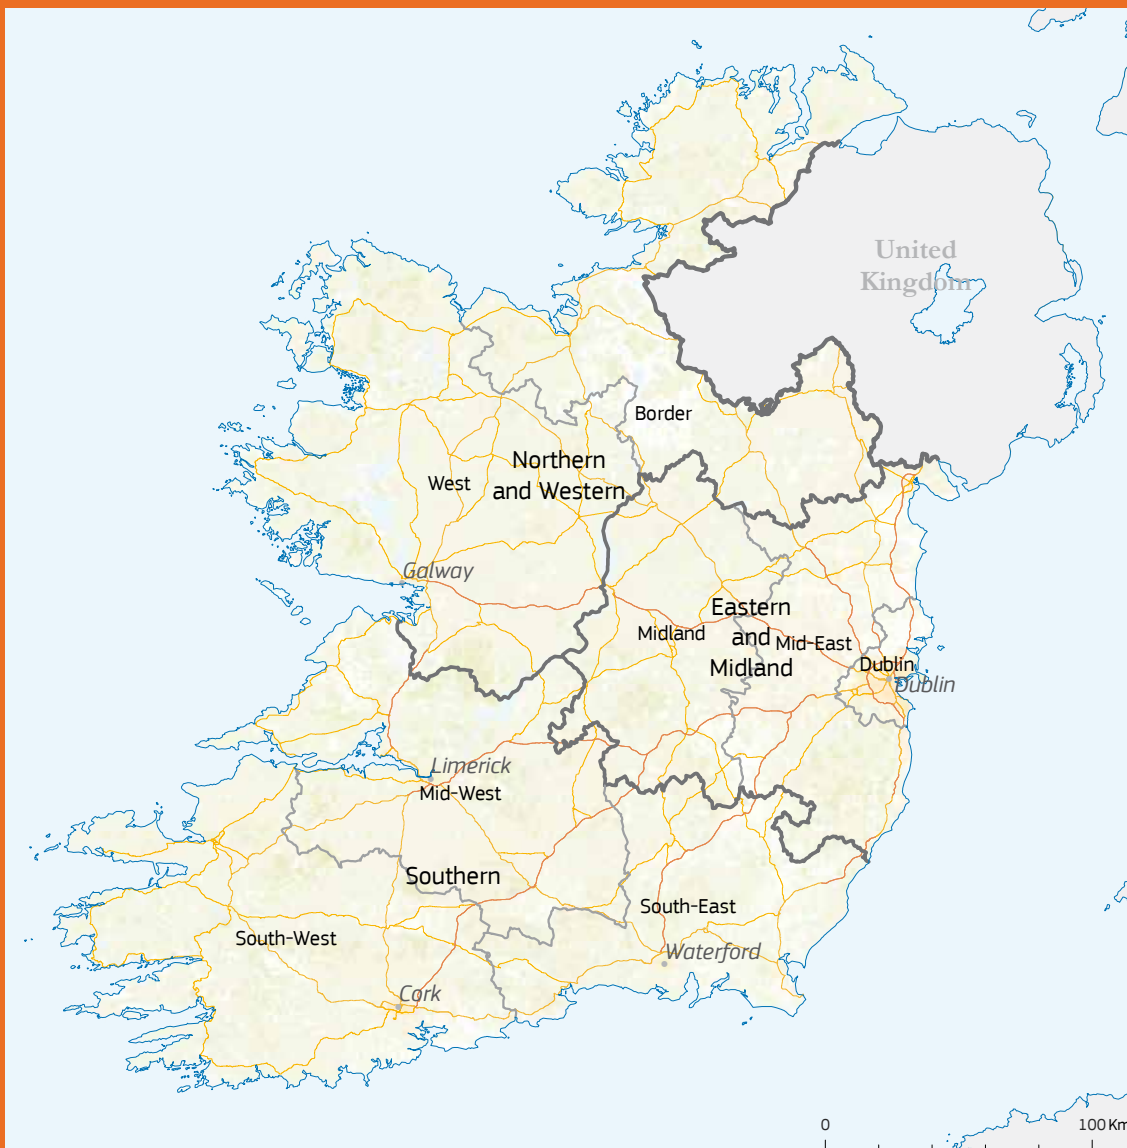 United
Kingdom
Border
Northern
and Western
West
Galway
Eastern
and
Midland
Midland
Mid-East
Dublin
Dublin
Limerick
Mid-West
Southern
South-East
South-West
Waterford
Cork
0
100 Km